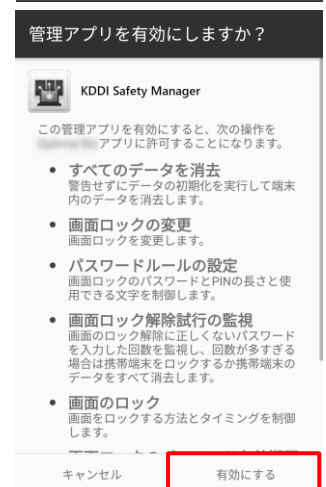 管理アプリを有効にしますか？
KDDI Safety Manager
この管理アプリを有効にすると、次の操作を
アプリに許可することになります。
• すべてのデータを消去
警告せずにデータの初期化を実行して端末
内のデータを消去します。
• 画面ロックの変更
画面ロックを変更します。
• パスワードルールの設定
画面ロックのパスワードとPINの長さと使
用できる文字を制御します。
• 画面ロック解除試行の監視
画面のロック解除に正しくないパスワード
を入力した回数を監視し、回数が多すぎる
場合は携帯端末をロックするか携帯端末の
データをすべて消去します。
• 画面のロック
画面をロックする方法とタイミングを制御
します。
キャンセル
有効にする